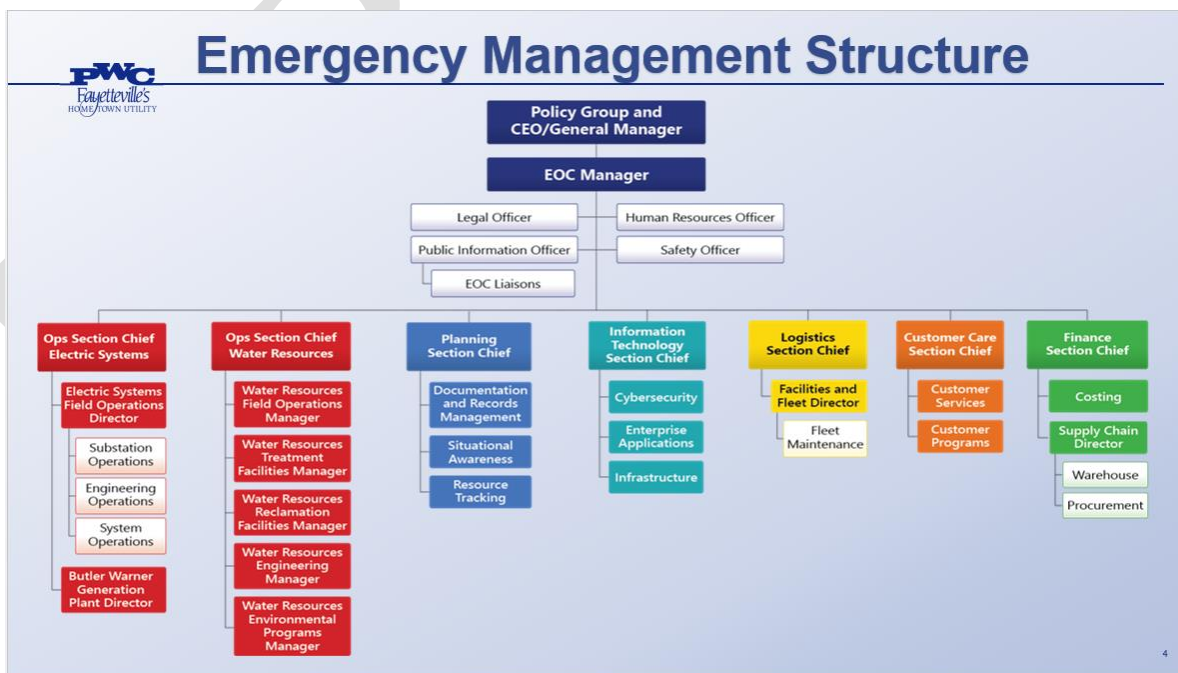 Emergency Management Structure
PWC
Fayetteville's
HOMETOWN UTILITY
Policy Group and
CEO/General Manager
EOC Manager
Legal Officer
Human Resources Officer
Public Information Officer
Safety Officer
EOC Liaisons
Ops Section Chief
Electric Systems
Electric Systems
Field Operations
Director
Substation
Operations
Engineering
Operations
System
Operations
Butler Warner
Generation
Plant Director
Ops Section Chief
Water Resources
Water Resources
Field Operations
Manager
Water Resources
Treatment
Facilities Manager
Water Resources
Reclamation
Facilities Manager
Water Resources
Engineering
Manager
Water Resources
Environmental
Programs
Manager
Planning
Section Chief
Documentation
and Records
Management
Situational
Awareness
Resource
Tracking
Information
Technology
Section Chief
Cybersecurity
Enterprise
Applications
Infrastructure
Logistics
Section Chief
Facilities and
Fleet Director
Fleet
Maintenance
Customer Care
Section Chief
Customer
Services
Customer
Programs
Finance
Section Chief
Costing
Supply Chain
Director
Warehouse
Procurement
4